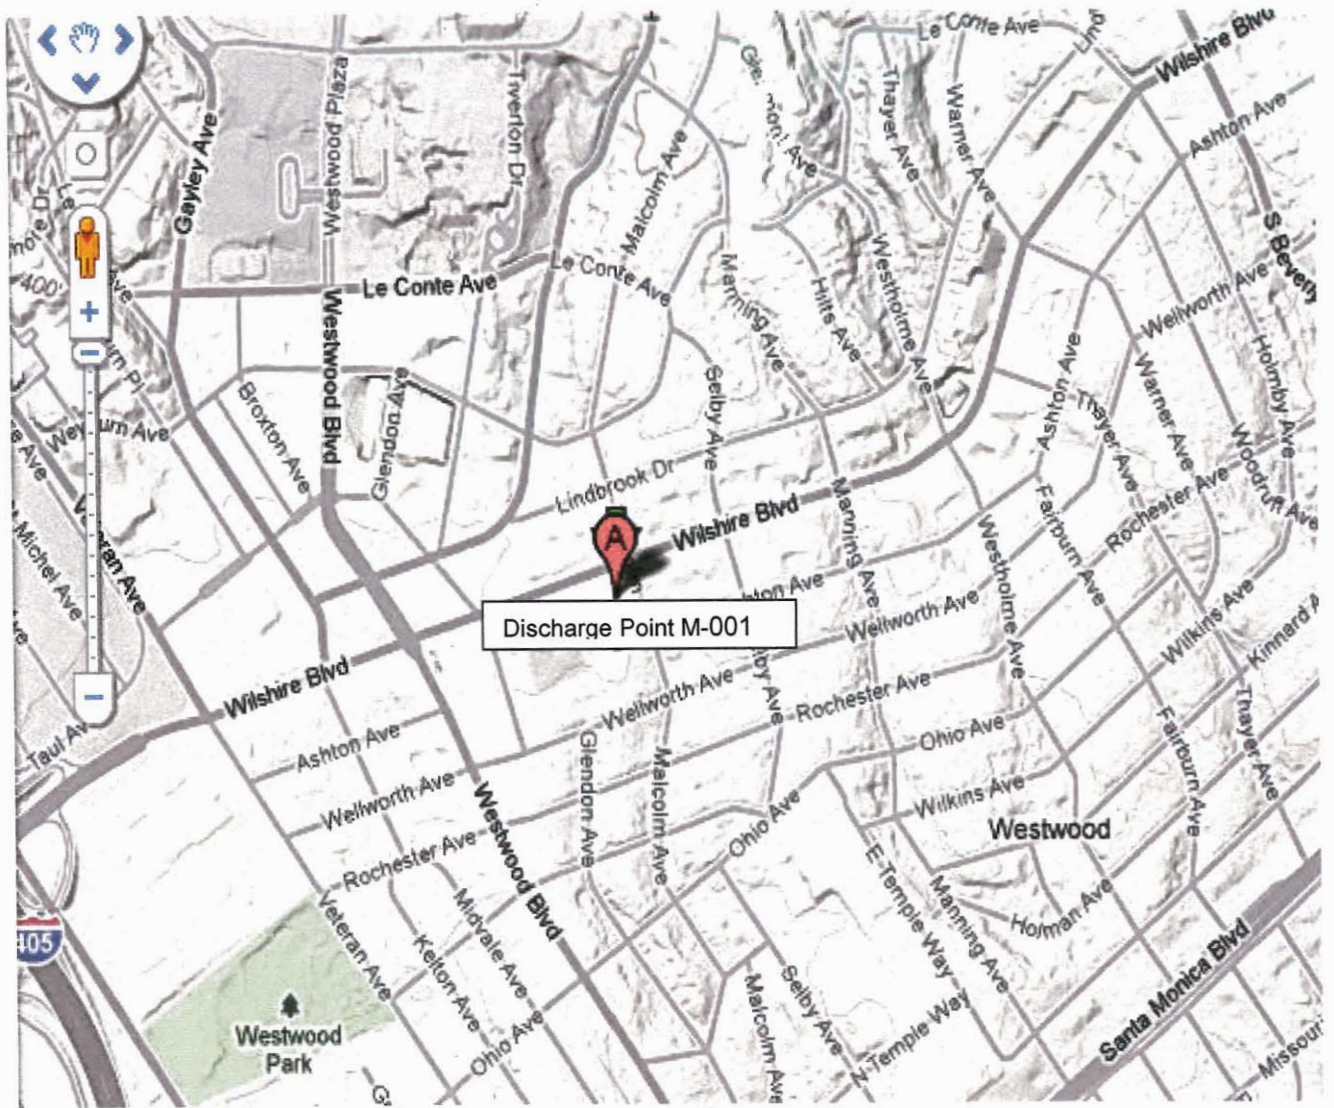 Le Conte Ave
Wilshire Blvd
Gayley Ave
Westwood Plaza
Tiverton Dr
Malcolm Ave
Thayer Ave
Warner Ave
Ashton Ave
S Beverly
400'
Le Conte Ave
Le Conte Ave
Manning Ave
Hilts Ave
Westholme Ave
Wellworth Ave
Holmby Ave
Westwood Blvd
Broxton Ave
Glendon Ave
Selby Ave
Ashton Ave
Thayer Ave
Warner Ave
Woodruff Ave
Lindbrook Dr
Wilshire Blvd
A
Manning Ave
Fairburn Ave
Rochester Ave
Michel Ave
Westholme Ave
Discharge Point M-001
Wellworth Ave
Wilkins Ave
Kinnard A
Wilshire Blvd
Wellworth Ave
Rochester Ave
Ashton Ave
Ohio Ave
Thayer Ave
Fairburn Ave
Wellworth Ave
Glendon Ave
Malcolm Ave
Wilkins Ave
Westwood
Rochester Ave
Westwood Blvd
Ohio Ave
E Temple Way
Manning Ave
Holman Ave
Veteran Ave
Midvale Ave
Kelton Ave
405
Santa Monica Blvd
Westwood
Park
Ohio Ave
Malcolm Ave
Selby Ave
N Temple Way
Missour